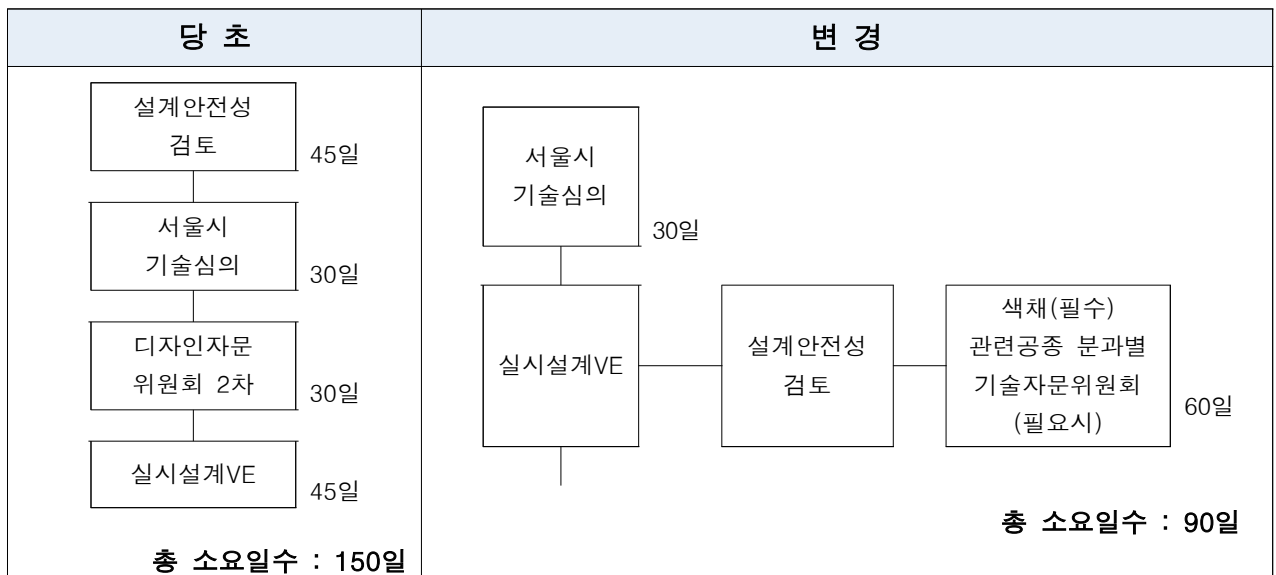 당 초
변 경
설계안전성
검토
45일
서울시
기술심의
30일
디자인자문
위원회 2차
30일
실시설계VE
45일
총 소요일수 : 150일
서울시
기술심의
30일
실시설계VE
설계안전성
검토
색채(필수)
관련공종 분과별
기술자문위원회
(필요시)
60일
총 소요일수 : 90일